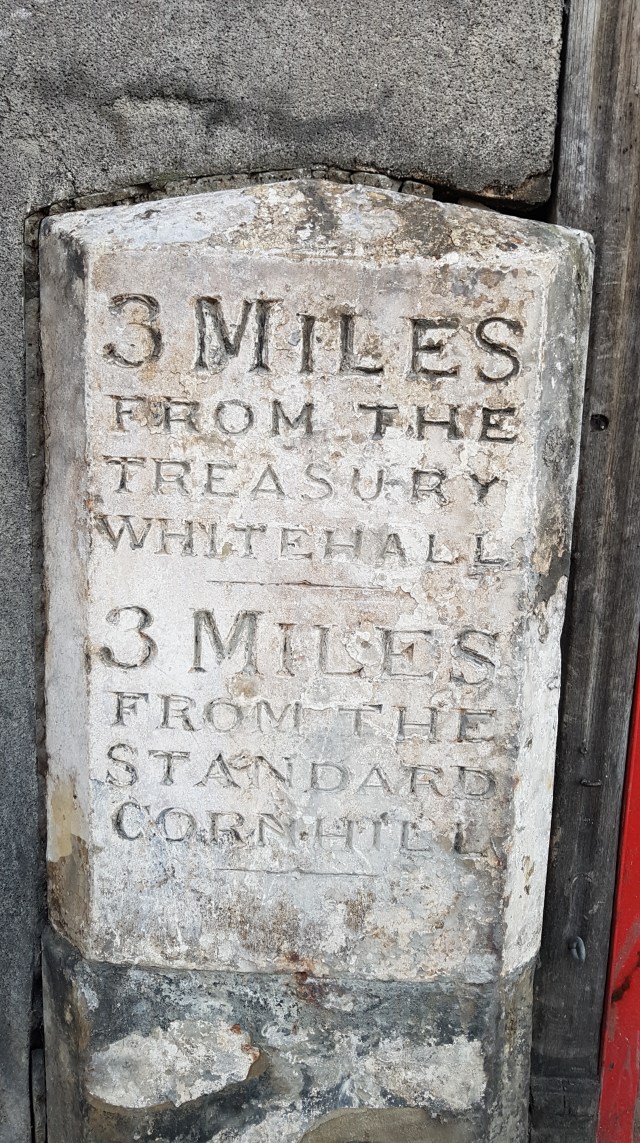 3 MILES
FROM THE
TREASURY
WHITEHALL
3 MILES
FROM THE
STANDARD
CORNHILL